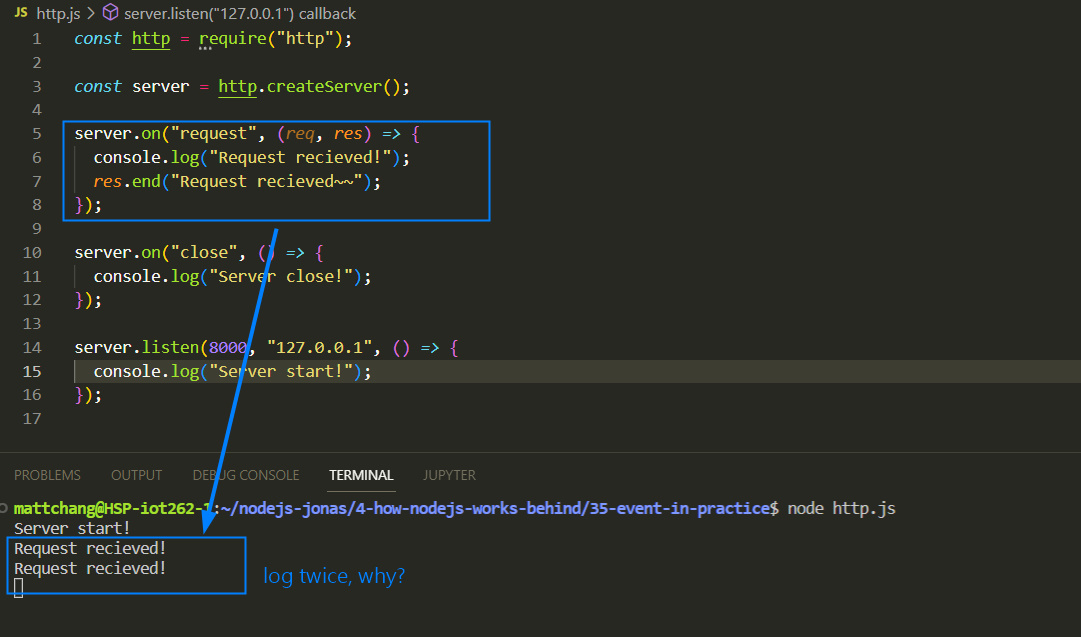 JS http.js > server.listen("127.0.0.1") callback
1 const http = require("http");
2
3 const server = http.createServer();
4
5 server.on("request", (req, res) => {
6 console.log("Request recieved!");
7 res.end("Request recieved~~");
8 });
9
10 server.on("close", () => {
11 console.log("Server close!");
12 });
13
14 server.listen(8000, "127.0.0.1", () => {
15 console.log("Server start!");
16 });
17
PROBLEMS OUTPUT DEBUG CONSOLE TERMINAL JUPYTER
mattchang@HSP-iot262-1:~/nodejs-jonas/4-how-nodejs-works-behind/35-event-in-practice$ node http.js
Server start!
Request recieved!
Request recieved!
log twice, why?